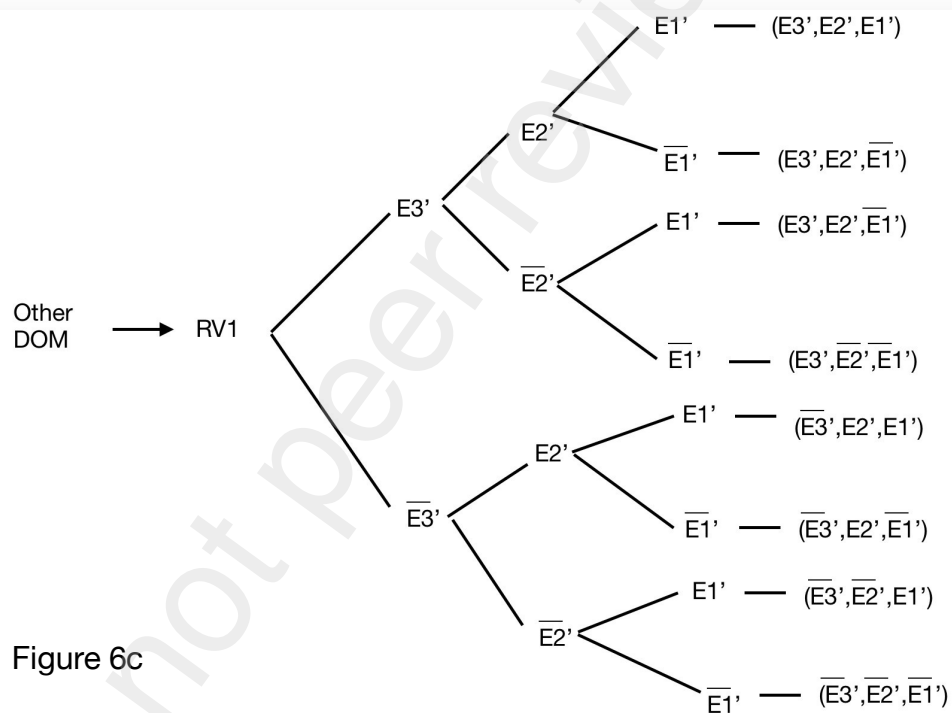 E1’ (E3’,E2’,E1’)
E2’
E̅1̅’ (E3’,E2’,E̅1̅’)
E3’
E1’ (E3’,E2’,E̅1̅’)
E̅2̅’
Other
DOM
RV1
E̅1̅’ (E3’,E̅2̅’,E̅1’)
E1’ (E̅3̅’,E2’,E1’)
E2’
E̅3̅’
E̅1̅’ (E̅3̅’,E2’,E̅1̅’)
E1’ (E̅3̅’,E̅2̅’,E1’)
E̅2̅’
Figure 6c
E̅1̅’ (E̅3̅’,E̅2̅’,E̅1̅’)
not peer review